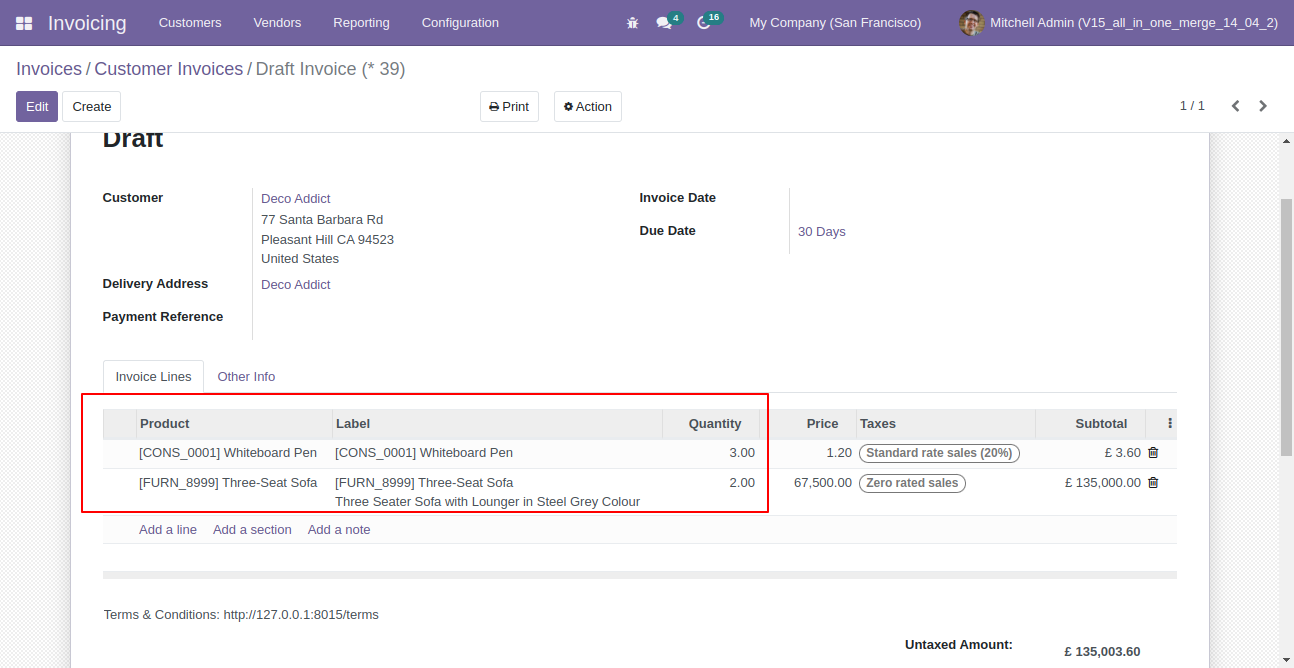 Invoicing Customers Vendors Reporting Configuration 4 16 My Company (San Francisco) Mitchell Admin (V15_all_in_one_merge_14_04_2)
Invoices / Customer Invoices / Draft Invoice (* 39)
Edit Create Print Action 1 / 1
Draft
Customer Deco Addict Invoice Date
77 Santa Barbara Rd
Pleasant Hill CA 94523
United States
Due Date 30 Days
Delivery Address Deco Addict
Payment Reference
Invoice Lines Other Info
Product Label Quantity Price Taxes Subtotal
[CONS_0001] Whiteboard Pen [CONS_0001] Whiteboard Pen 3.00 1.20 Standard rate sales (20%) £ 3.60
[FURN_8999] Three-Seat Sofa [FURN_8999] Three-Seat Sofa 2.00 67,500.00 Zero rated sales £ 135,000.00
Three Seater Sofa with Lounger in Steel Grey Colour
Add a line Add a section Add a note
Terms & Conditions: http://127.0.0.1:8015/terms
Untaxed Amount: £ 135,003.60